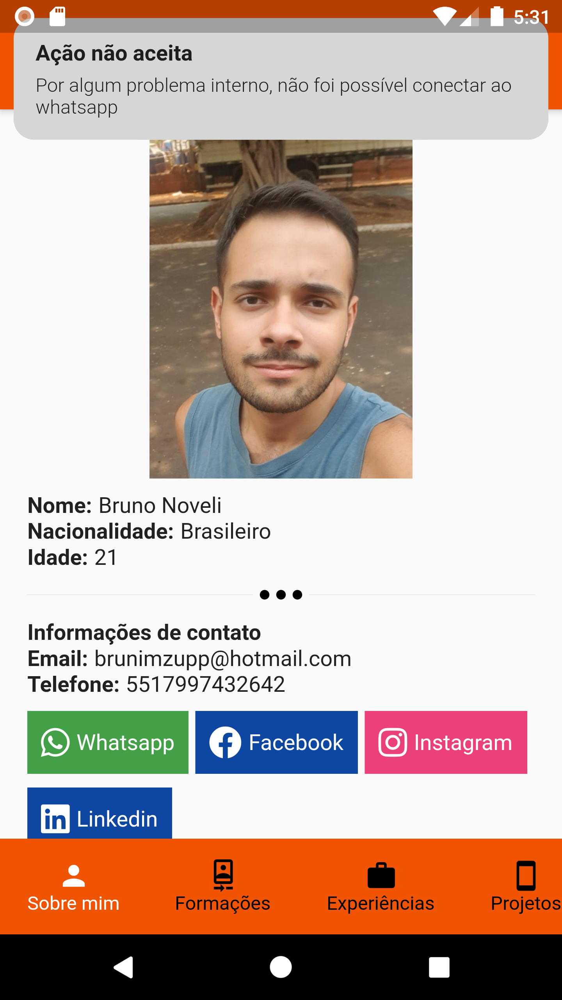 5:31
Ação não aceita
Por algum problema interno, não foi possível conectar ao
whatsapp
Nome: Bruno Noveli
Nacionalidade: Brasileiro
Idade: 21
Informações de contato
Email: brunimzupp@hotmail.com
Telefone: 5517997432642
Whatsapp Facebook Instagram
Linkedin
Sobre mim Formações Experiências Projetos